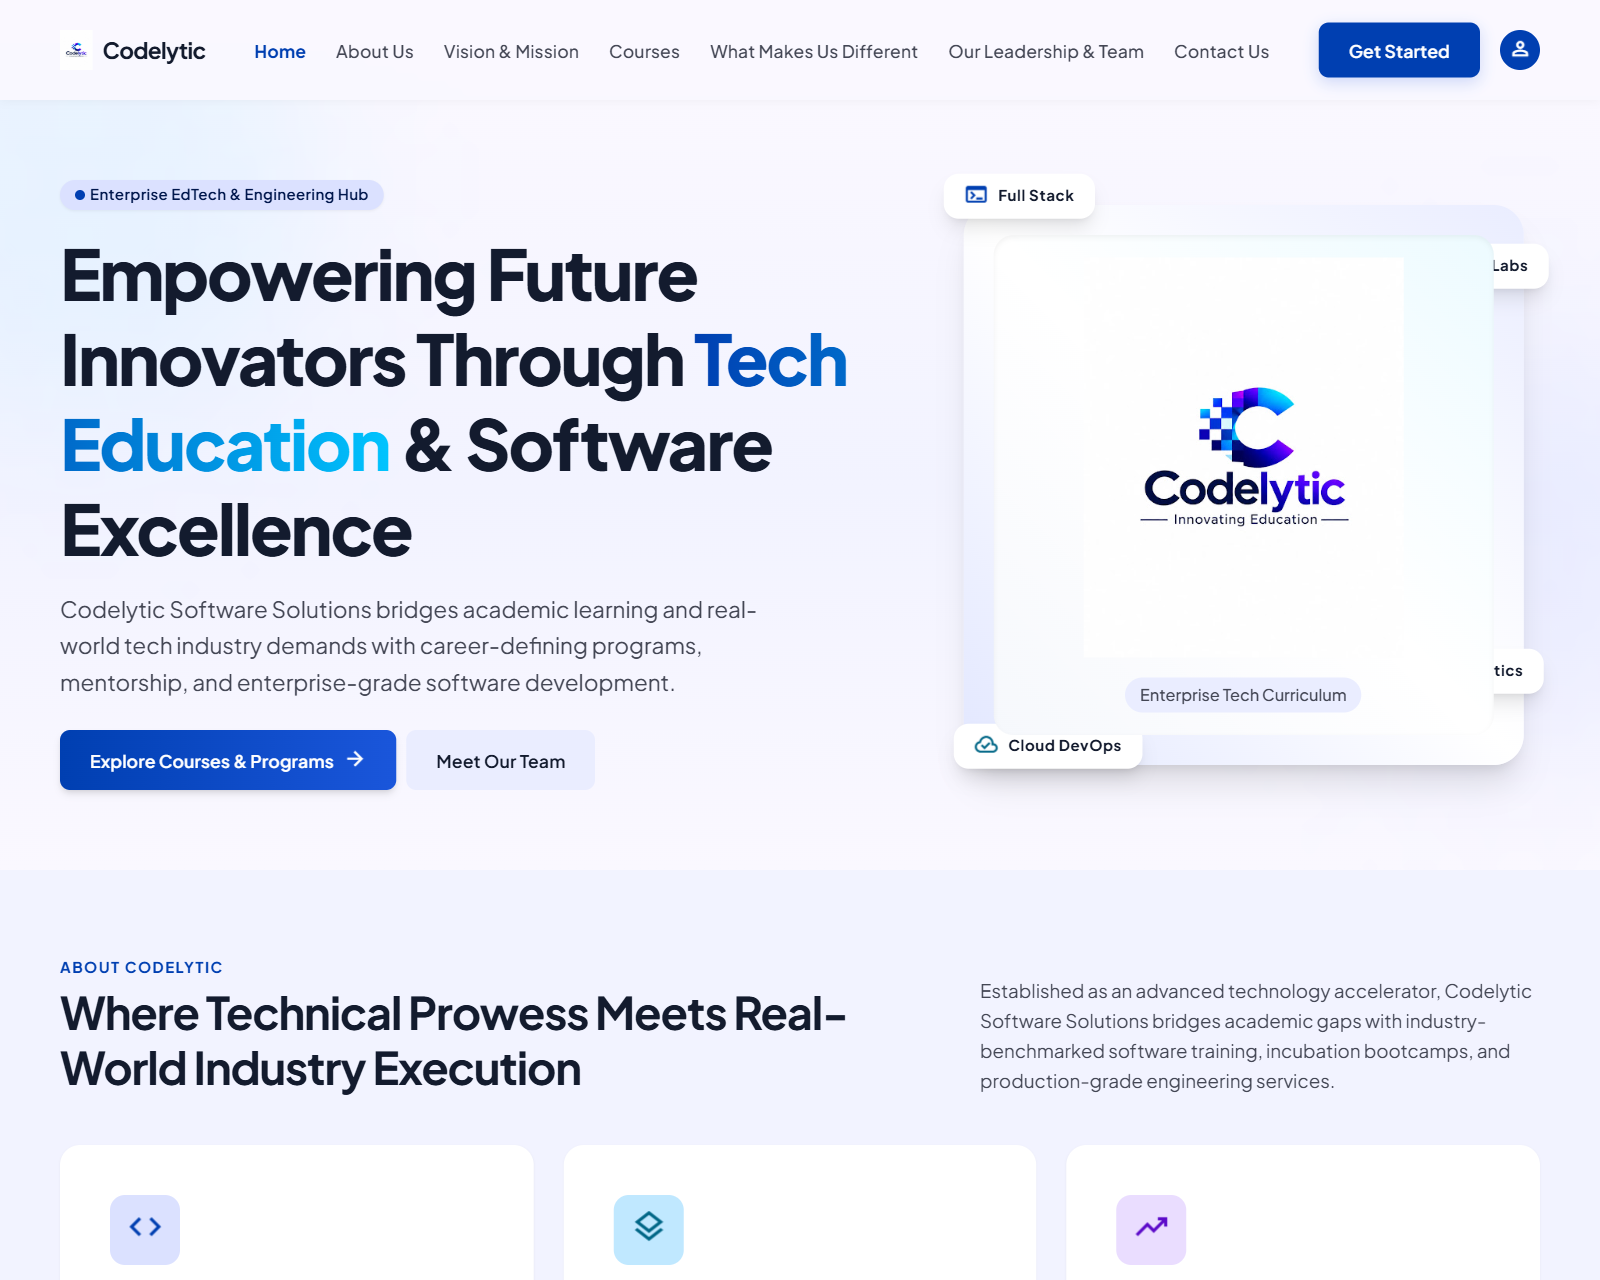 Codelytic
Home
About Us
Vision & Mission
Courses
What Makes Us Different
Our Leadership & Team
Contact Us
Get Started
Enterprise EdTech & Engineering Hub
Empowering Future
Innovators Through Tech
Education & Software
Excellence
Codelytic Software Solutions bridges academic learning and real-
world tech industry demands with career-defining programs,
mentorship, and enterprise-grade software development.
Explore Courses & Programs
Meet Our Team
Full Stack
Labs
Codelytic
Innovating Education
tics
Enterprise Tech Curriculum
Cloud DevOps
ABOUT CODELYTIC
Where Technical Prowess Meets Real-
World Industry Execution
Established as an advanced technology accelerator, Codelytic
Software Solutions bridges academic gaps with industry-
benchmarked software training, incubation bootcamps, and
production-grade engineering services.